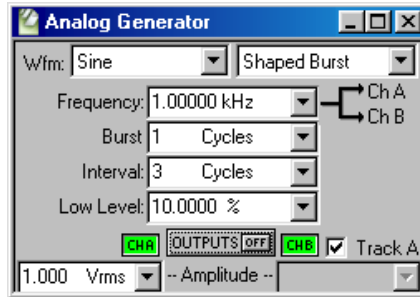 Analog Generator
Wfm: Sine Shaped Burst
Frequency: 1.00000 kHz Ch A
Ch B
Burst 1 Cycles
Interval: 3 Cycles
Low Level: 10.0000 %
CHA OUTPUTS OFF CHB Track A
1.000 Vrms -- Amplitude --